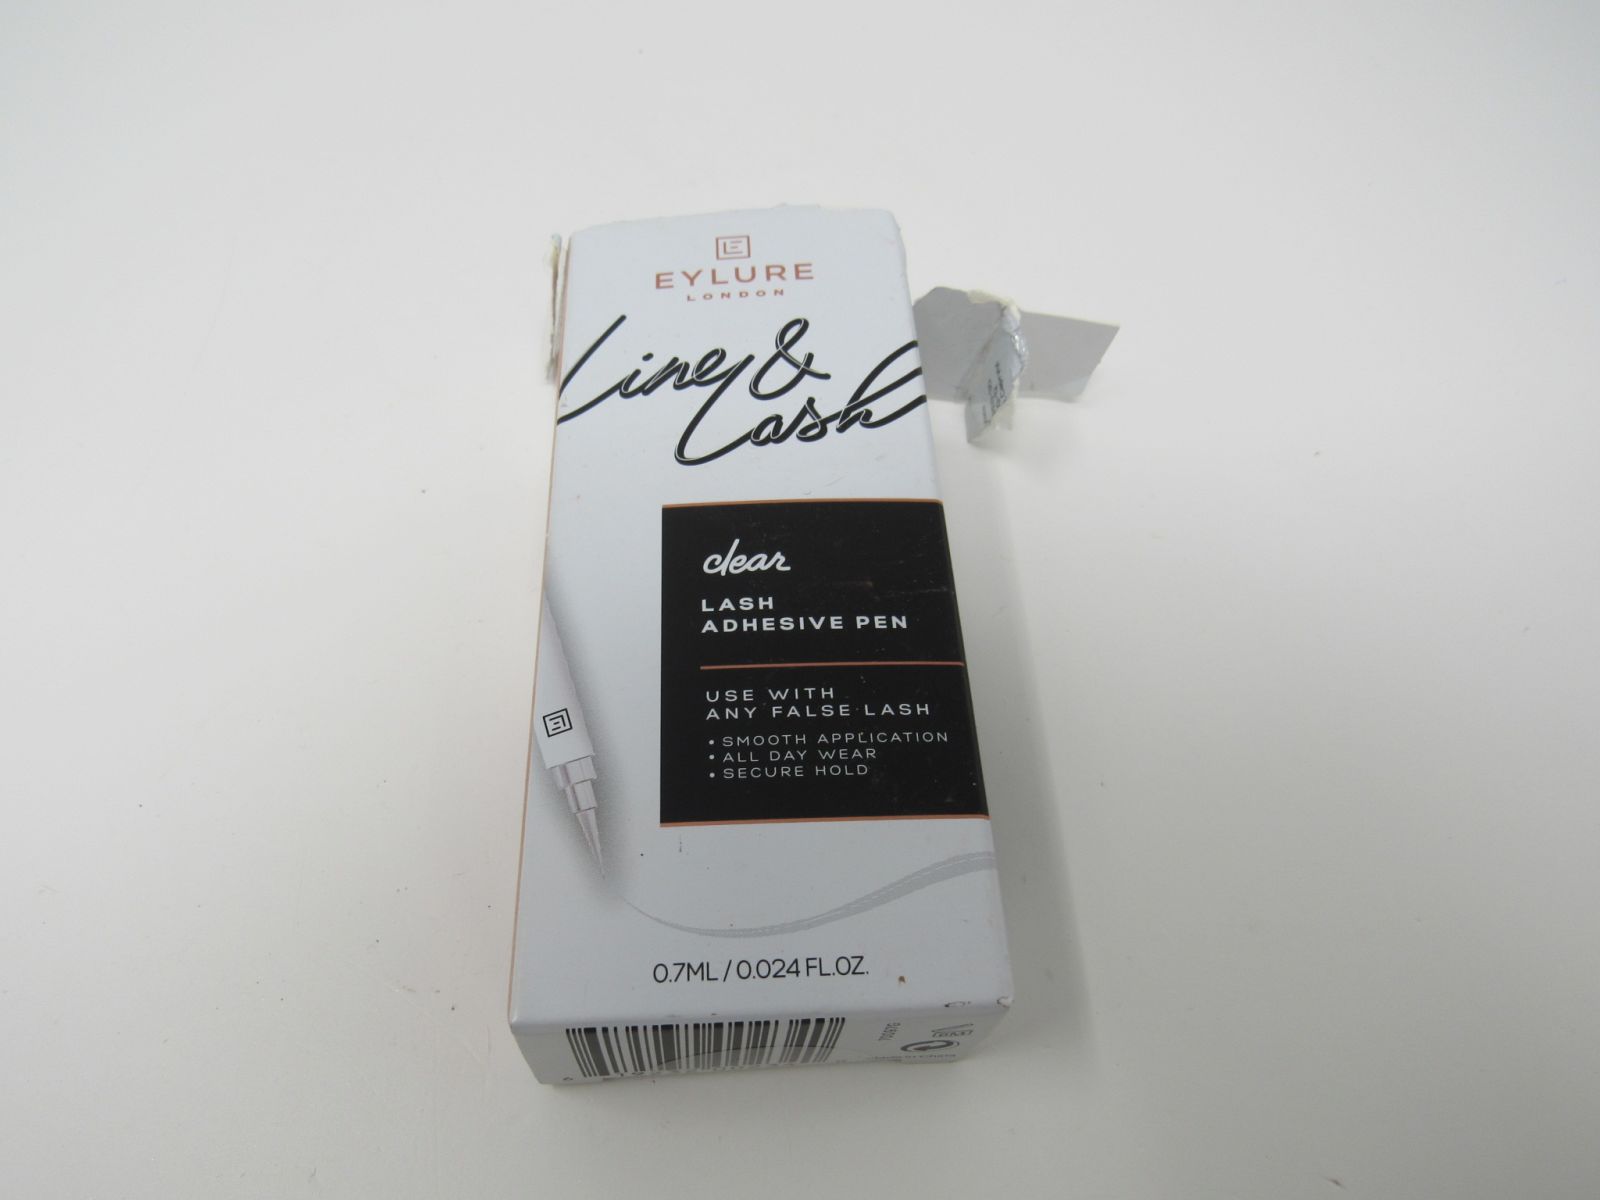 EYLURE
LONDON
Line &
Lash
clear
LASH
ADHESIVE PEN
USE WITH
ANY FALSE LASH
• SMOOTH APPLICATION
• ALL DAY WEAR
• SECURE HOLD
0.7ML / 0.024 FL.OZ.